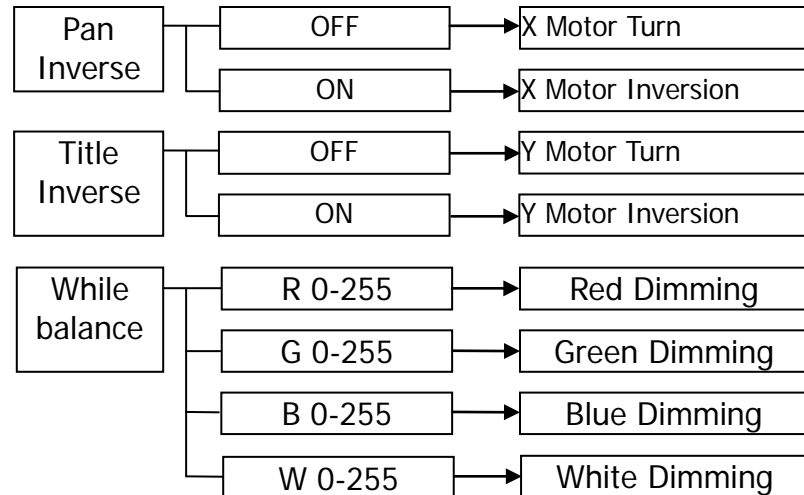 Pan
Inverse
OFF
X Motor Turn
ON
X Motor Inversion
Title
Inverse
OFF
Y Motor Turn
ON
Y Motor Inversion
While
balance
R 0-255
Red Dimming
G 0-255
Green Dimming
B 0-255
Blue Dimming
W 0-255
White Dimming